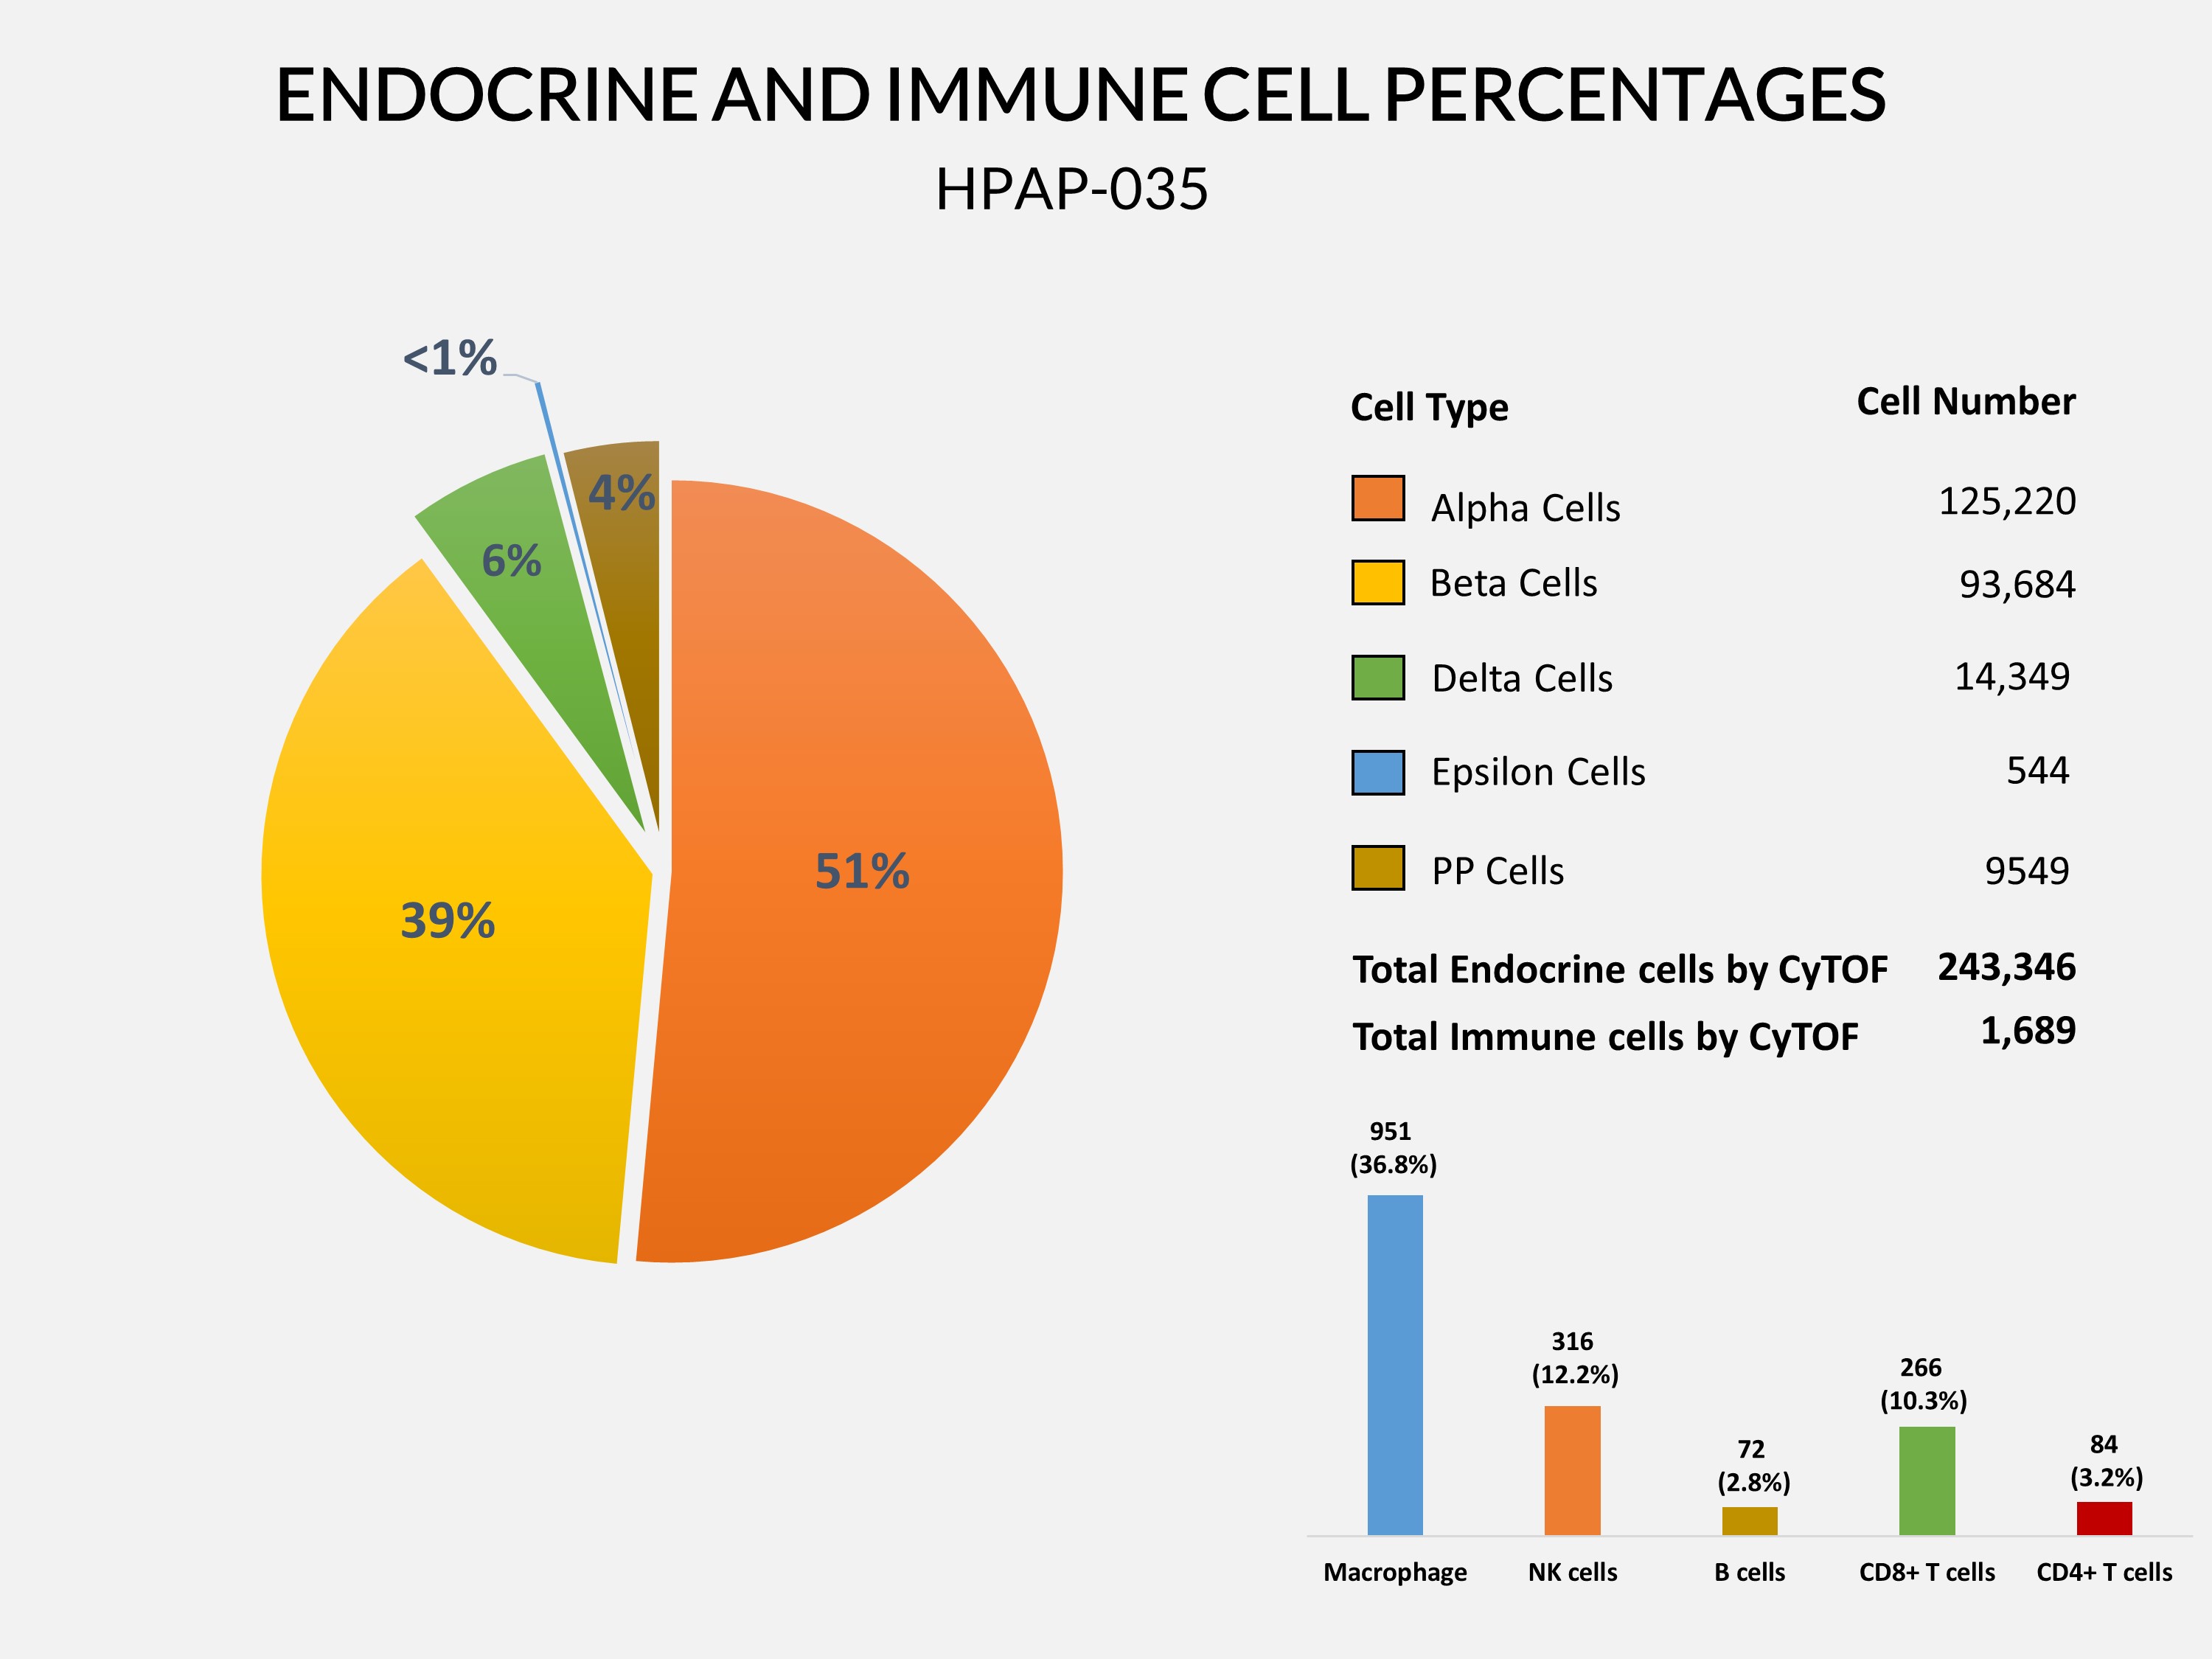 ENDOCRINE AND IMMUNE CELL PERCENTAGES
HPAP-035
<1%
4%
6%
51%
39%
Cell Type Cell Number
Alpha Cells 125,220
Beta Cells 93,684
Delta Cells 14,349
Epsilon Cells 544
PP Cells 9549
Total Endocrine cells by CyTOF 243,346
Total Immune cells by CyTOF 1,689
951
(36.8%)
316
(12.2%)
72
(2.8%)
266
(10.3%)
84
(3.2%)
Macrophage NK cells B cells CD8+ T cells CD4+ T cells